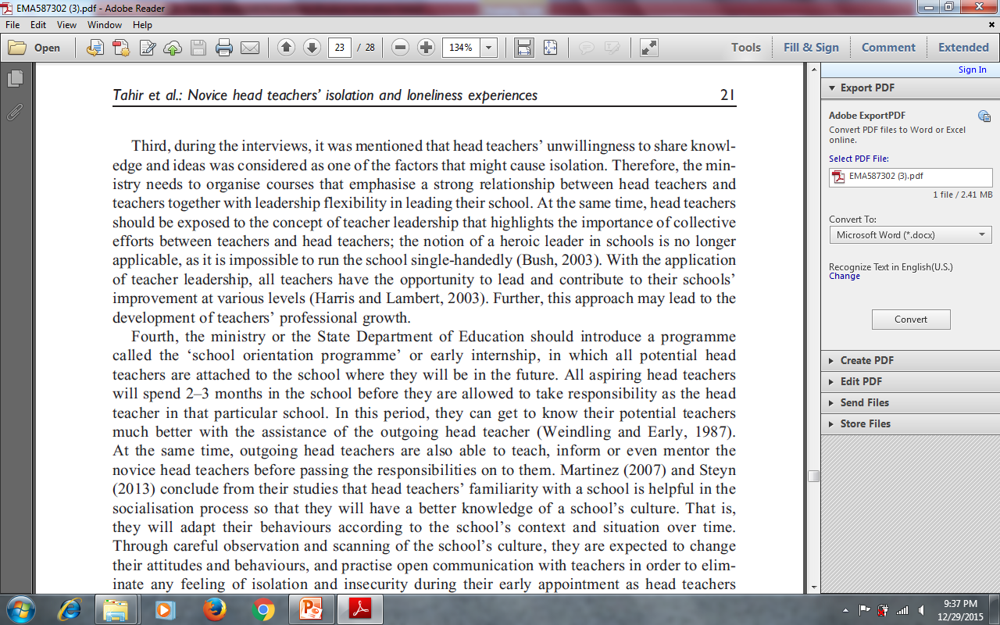 EMA587302 (3).pdf - Adobe Reader
File Edit View Window Help
Open 23 / 28 134% Tools Fill & Sign Comment Extended
Sign In
Tahir et al.: Novice head teachers’ isolation and loneliness experiences 21
Third, during the interviews, it was mentioned that head teachers’ unwillingness to share knowl-
edge and ideas was considered as one of the factors that might cause isolation. Therefore, the min-
istry needs to organise courses that emphasise a strong relationship between head teachers and
teachers together with leadership flexibility in leading their school. At the same time, head teachers
should be exposed to the concept of teacher leadership that highlights the importance of collective
efforts between teachers and head teachers; the notion of a heroic leader in schools is no longer
applicable, as it is impossible to run the school single-handedly (Bush, 2003). With the application
of teacher leadership, all teachers have the opportunity to lead and contribute to their schools’
improvement at various levels (Harris and Lambert, 2003). Further, this approach may lead to the
development of teachers’ professional growth.
Fourth, the ministry or the State Department of Education should introduce a programme
called the ‘school orientation programme’ or early internship, in which all potential head
teachers are attached to the school where they will be in the future. All aspiring head teachers
will spend 2–3 months in the school before they are allowed to take responsibility as the head
teacher in that particular school. In this period, they can get to know their potential teachers
much better with the assistance of the outgoing head teacher (Weindling and Early, 1987).
At the same time, outgoing head teachers are also able to teach, inform or even mentor the
novice head teachers before passing the responsibilities on to them. Martinez (2007) and Steyn
(2013) conclude from their studies that head teachers’ familiarity with a school is helpful in the
socialisation process so that they will have a better knowledge of a school’s culture. That is,
they will adapt their behaviours according to the school’s context and situation over time.
Through careful observation and scanning of the school’s culture, they are expected to change
their attitudes and behaviours, and practise open communication with teachers in order to elim-
inate any feeling of isolation and insecurity during their early appointment as head teachers
Export PDF
Adobe ExportPDF
Convert PDF files to Word or Excel
online.
Select PDF File:
EMA587302 (3).pdf
1 file / 2.41 MB
Convert To:
Microsoft Word (*.docx)
Recognize Text in English(U.S.)
Change
Convert
Create PDF
Edit PDF
Send Files
Store Files
9:37 PM
12/29/2015